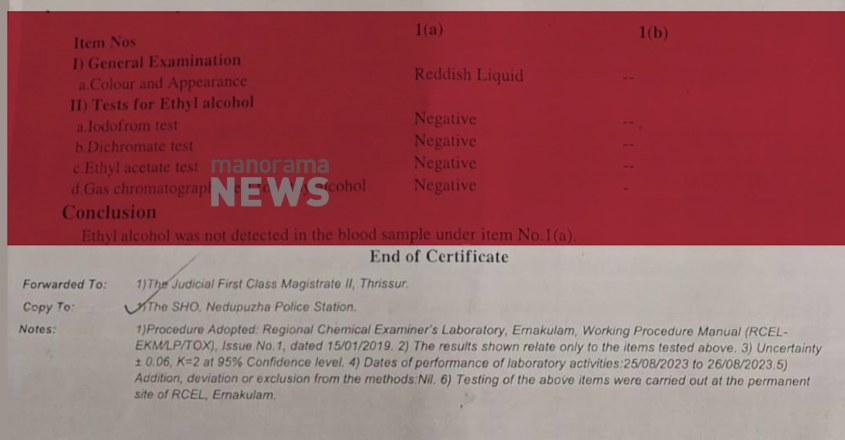 Item Nos 1(a) 1(b)
I) General Examination
a.Colour and Appearance Reddish Liquid --
II) Tests for Ethyl alcohol
a.Iodofrom test Negative --
b.Dichromate test Negative --
c.Ethyl acetate test Negative --
manorama
d.Gas chromatograp alcohol Negative -
NEWS
Conclusion
Ethyl alcohol was not detected in the blood sample under item No.1(a).
End of Certificate
Forwarded To: 1)The Judicial First Class Magistrate II, Thrissur.
Copy To: 1)The SHO, Nedupuzha Police Station.
Notes: 1)Procedure Adopted: Regional Chemical Examiner's Laboratory, Ernakulam, Working Procedure Manual (RCEL-
EKM/LP/TOX), Issue No.1, dated 15/01/2019. 2) The results shown relate only to the items tested above. 3) Uncertainty
± 0.06, K=2 at 95% Confidence level. 4) Dates of performance of laboratory activities:25/08/2023 to 26/08/2023.5)
Addition, deviation or exclusion from the methods:Nil. 6) Testing of the above items were carried out at the permanent
site of RCEL, Ernakulam.